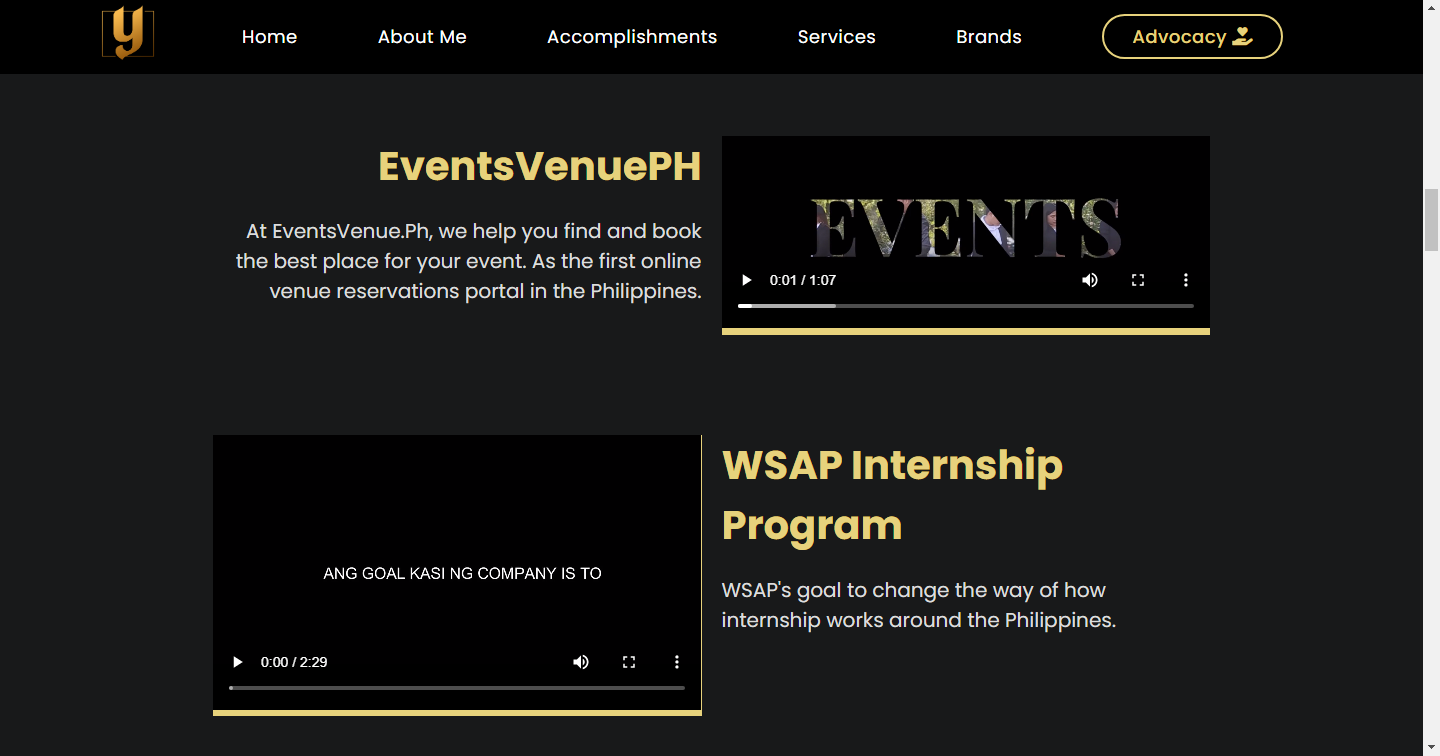 y
Home
About Me
Accomplishments
Services
Brands
Advocacy
EventsVenuePH
At EventsVenue.Ph, we help you find and book
the best place for your event. As the first online
venue reservations portal in the Philippines.
EVENTS
0:01 / 1:07
ANG GOAL KASI NG COMPANY IS TO
0:00 / 2:29
WSAP Internship
Program
WSAP's goal to change the way of how
internship works around the Philippines.